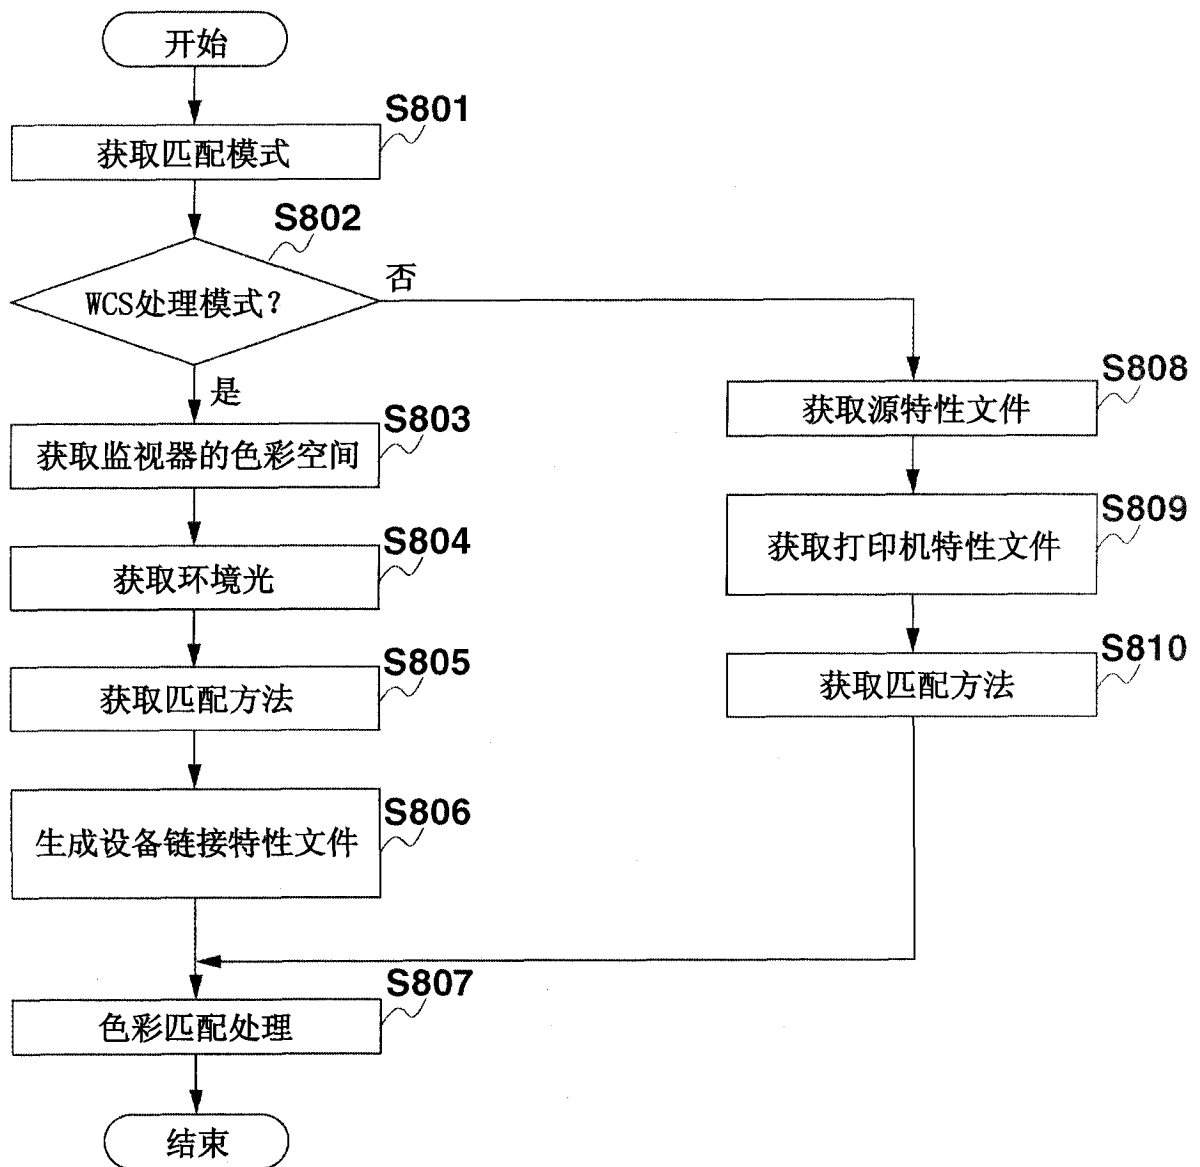 开始
S801
获取匹配模式
S802
WCS处理模式?
否
是
S803
获取监视器的色彩空间
S804
获取环境光
S805
获取匹配方法
S806
生成设备链接特性文件
S808
获取源特性文件
S809
获取打印机特性文件
S810
获取匹配方法
S807
色彩匹配处理
结束